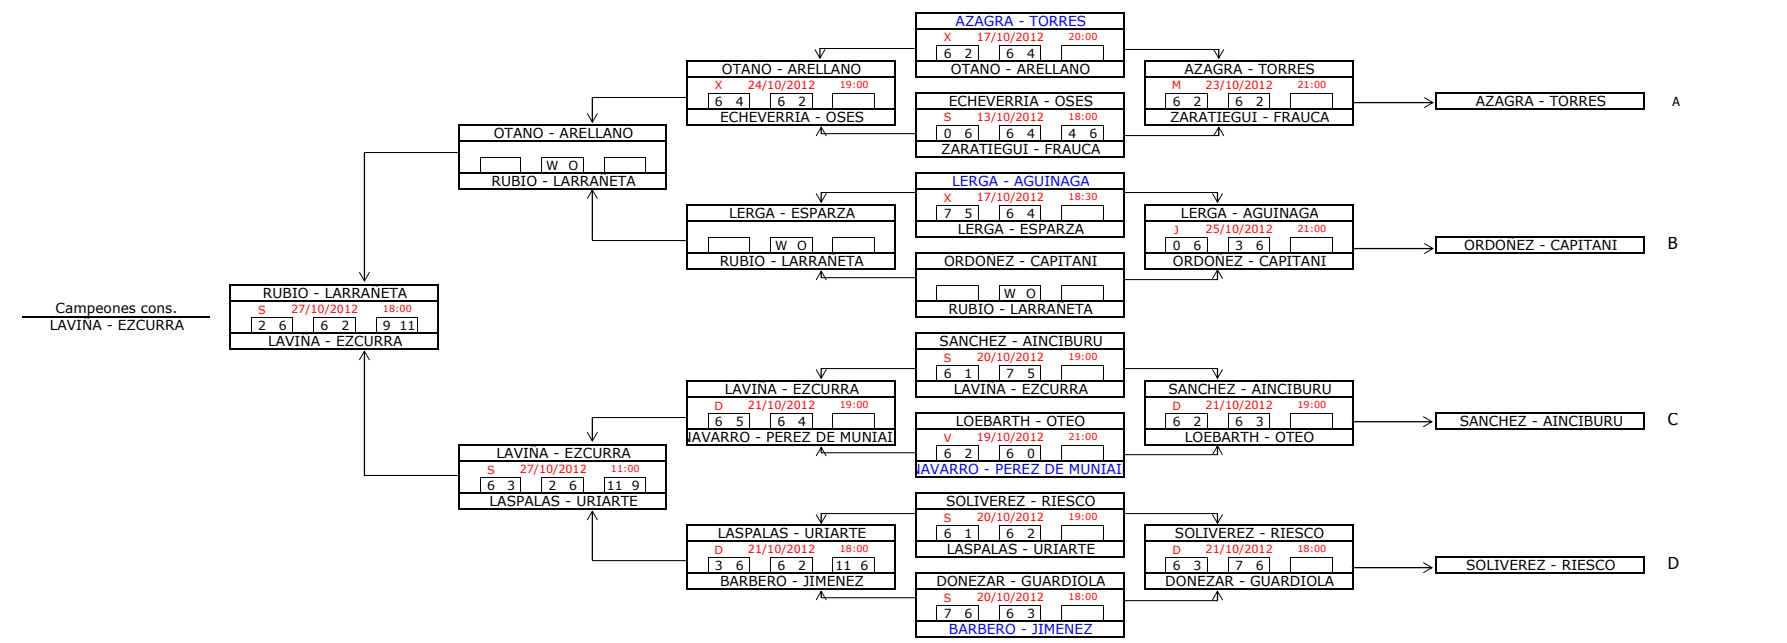 Campeones cons.
LAVIÑA - EZCURRA
RUBIO - LARRAÑETA
S 27/10/2012 18:00
2 6 6 2 9 11
LAVIÑA - EZCURRA
OTANO - ARELLANO
W O
RUBIO - LARRAÑETA
LAVIÑA - EZCURRA
S 27/10/2012 11:00
6 3 2 6 11 9
LASPALAS - URIARTE
OTANO - ARELLANO
X 24/10/2012 19:00
6 4 6 2
ECHEVERRIA - OSES
LERGA - ESPARZA
W O
RUBIO - LARRAÑETA
LAVIÑA - EZCURRA
D 21/10/2012 19:00
6 5 6 4
NAVARRO - PEREZ DE MUNIAI
LASPALAS - URIARTE
D 21/10/2012 18:00
3 6 6 2 11 6
BARBERO - JIMENEZ
AZAGRA - TORRES
X 17/10/2012 20:00
6 2 6 4
OTANO - ARELLANO
ECHEVERRIA - OSES
S 13/10/2012 18:00
0 6 6 4 4 6
ZARATIEGUI - FRAUCA
LERGA - AGUINAGA
X 17/10/2012 18:30
7 5 6 4
LERGA - ESPARZA
ORDOÑEZ - CAPITANI
W O
RUBIO - LARRAÑETA
SANCHEZ - AINCIBURU
S 20/10/2012 19:00
6 1 7 5
LAVIÑA - EZCURRA
LOEBARTH - OTEO
V 19/10/2012 21:00
6 2 6 0
NAVARRO - PEREZ DE MUNIAI
SOLIVEREZ - RIESCO
S 20/10/2012 19:00
6 1 6 2
LASPALAS - URIARTE
DONEZAR - GUARDIOLA
S 20/10/2012 18:00
7 6 6 3
BARBERO - JIMENEZ
AZAGRA - TORRES
M 23/10/2012 21:00
6 2 6 2
ZARATIEGUI - FRAUCA
LERGA - AGUINAGA
J 25/10/2012 21:00
0 6 3 6
ORDOÑEZ - CAPITANI
SANCHEZ - AINCIBURU
D 21/10/2012 19:00
6 2 6 3
LOEBARTH - OTEO
SOLIVEREZ - RIESCO
D 21/10/2012 18:00
6 3 7 6
DONEZAR - GUARDIOLA
AZAGRA - TORRES A
ORDOÑEZ - CAPITANI B
SANCHEZ - AINCIBURU C
SOLIVEREZ - RIESCO D